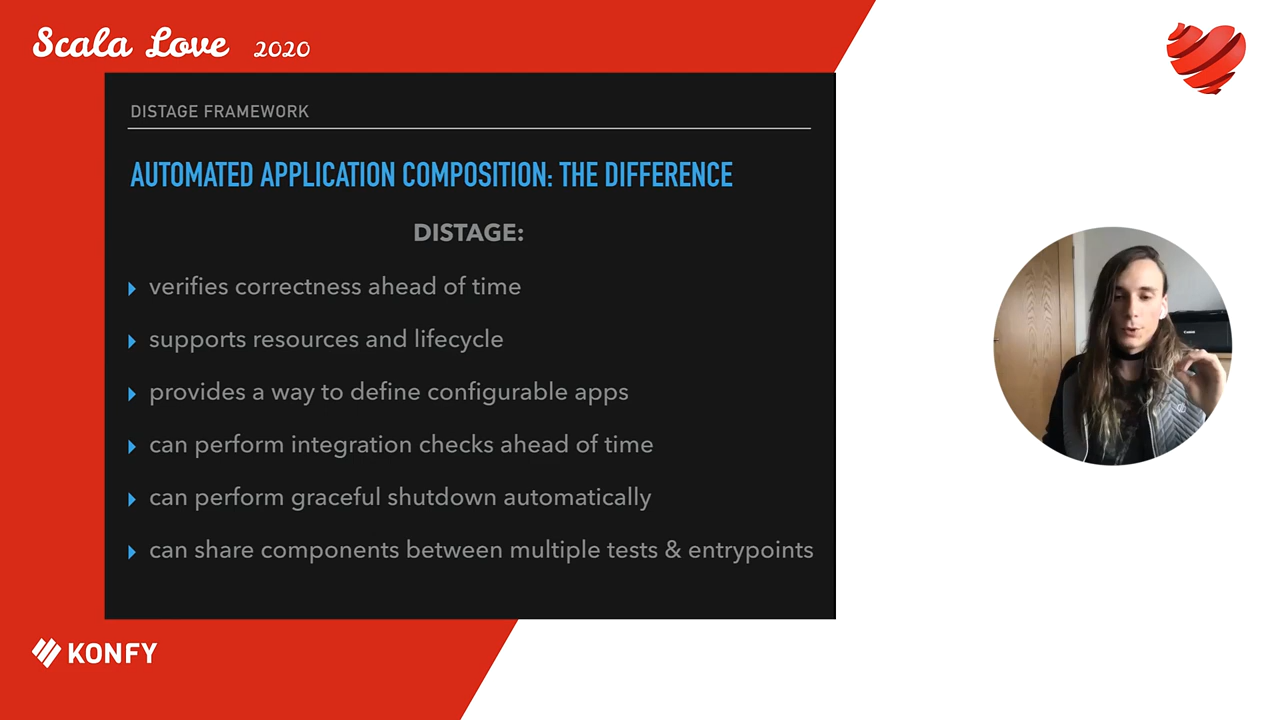 Scala Love 2020
DISTAGE FRAMEWORK
AUTOMATED APPLICATION COMPOSITION: THE DIFFERENCE
DISTAGE:
verifies correctness ahead of time
supports resources and lifecycle
provides a way to define configurable apps
can perform integration checks ahead of time
can perform graceful shutdown automatically
can share components between multiple tests & entrypoints
Canon
KONFY